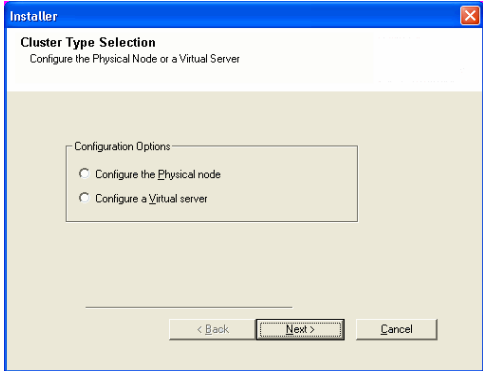 Installer
Cluster Type Selection
Configure the Physical Node or a Virtual Server
Configuration Options
Configure the Physical node
Configure a Virtual server
< Back
Next >
Cancel